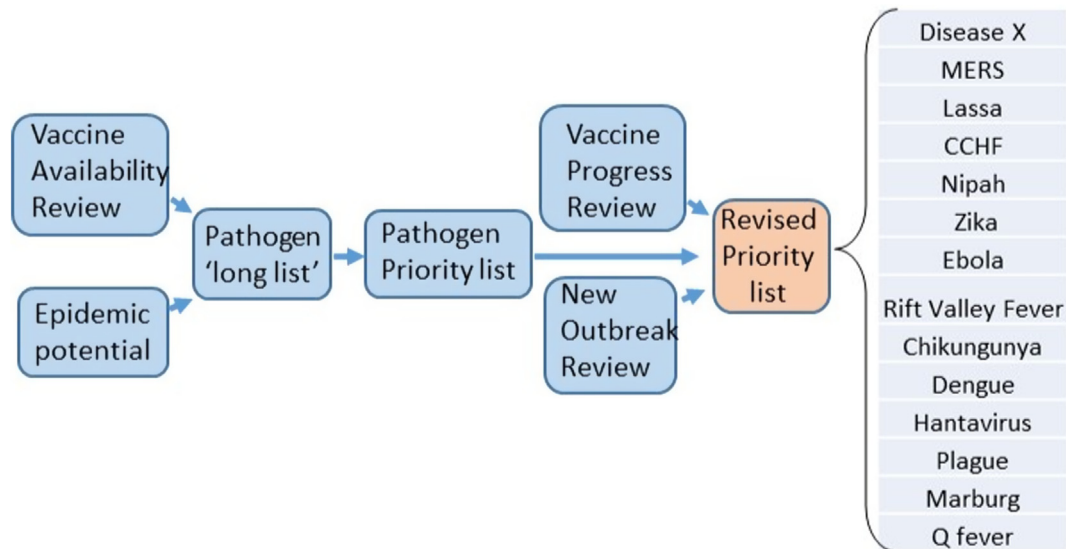 Vaccine
Availability
Review
Epidemic
potential
Pathogen
‘long list’
Pathogen
Priority list
Vaccine
Progress
Review
New
Outbreak
Review
Revised
Priority
list
Disease X
MERS
Lassa
CCHF
Nipah
Zika
Ebola
Rift Valley Fever
Chikungunya
Dengue
Hantavirus
Plague
Marburg
Q fever